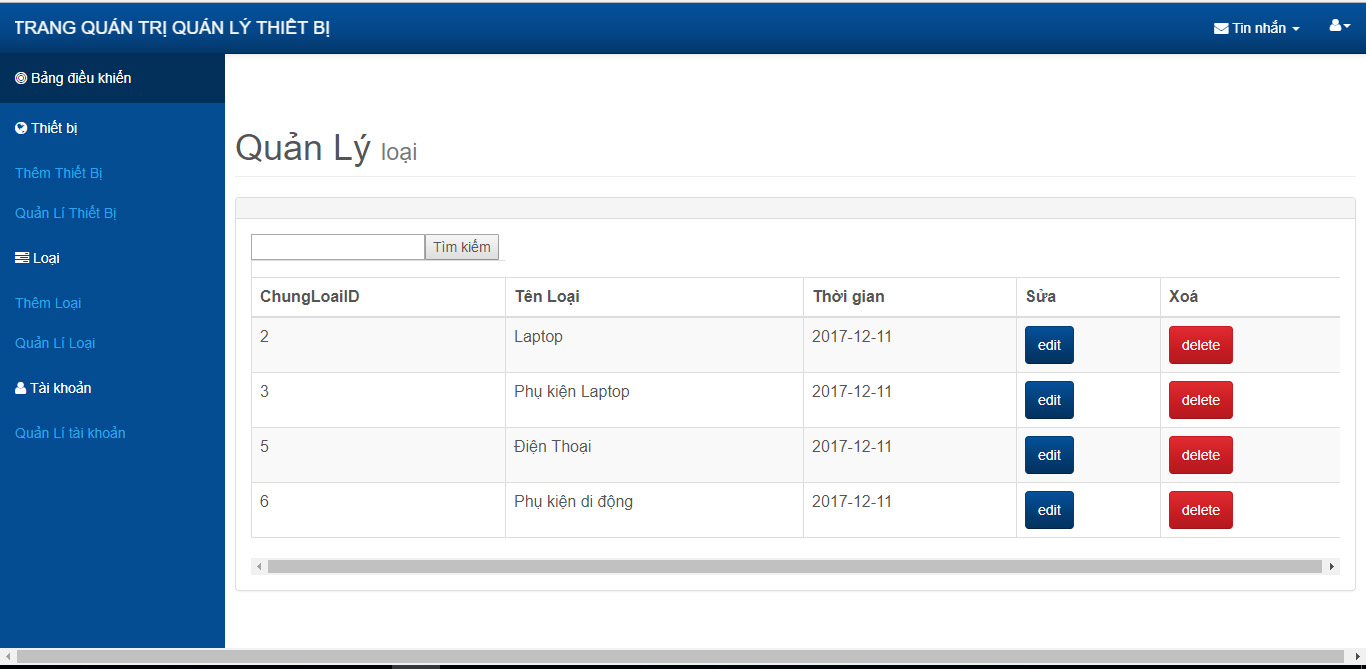 TRANG QUẢN TRỊ QUẢN LÝ THIẾT BỊ
Tin nhắn
Bảng điều khiển
Thiết bị
Thêm Thiết Bị
Quản Lí Thiết Bị
Loại
Thêm Loại
Quản Lí Loại
Tài khoản
Quản Lí tài khoản
Quản Lý loại
Tìm kiếm
ChungLoaiID Tên Loại Thời gian Sửa Xoá
2 Laptop 2017-12-11 edit delete
3 Phụ kiện Laptop 2017-12-11 edit delete
5 Điện Thoại 2017-12-11 edit delete
6 Phụ kiện di động 2017-12-11 edit delete